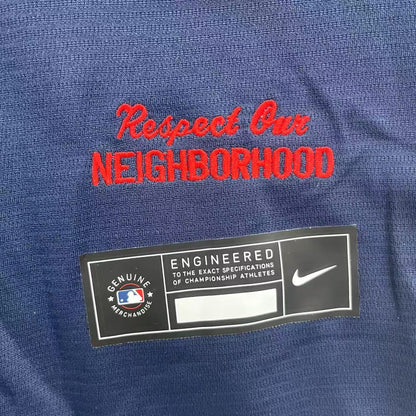 Respect Our
NEIGHBORHOOD
GENUINE
MERCHANDISE
ENGINEERED
TO THE EXACT SPECIFICATIONS
OF CHAMPIONSHIP ATHLETES